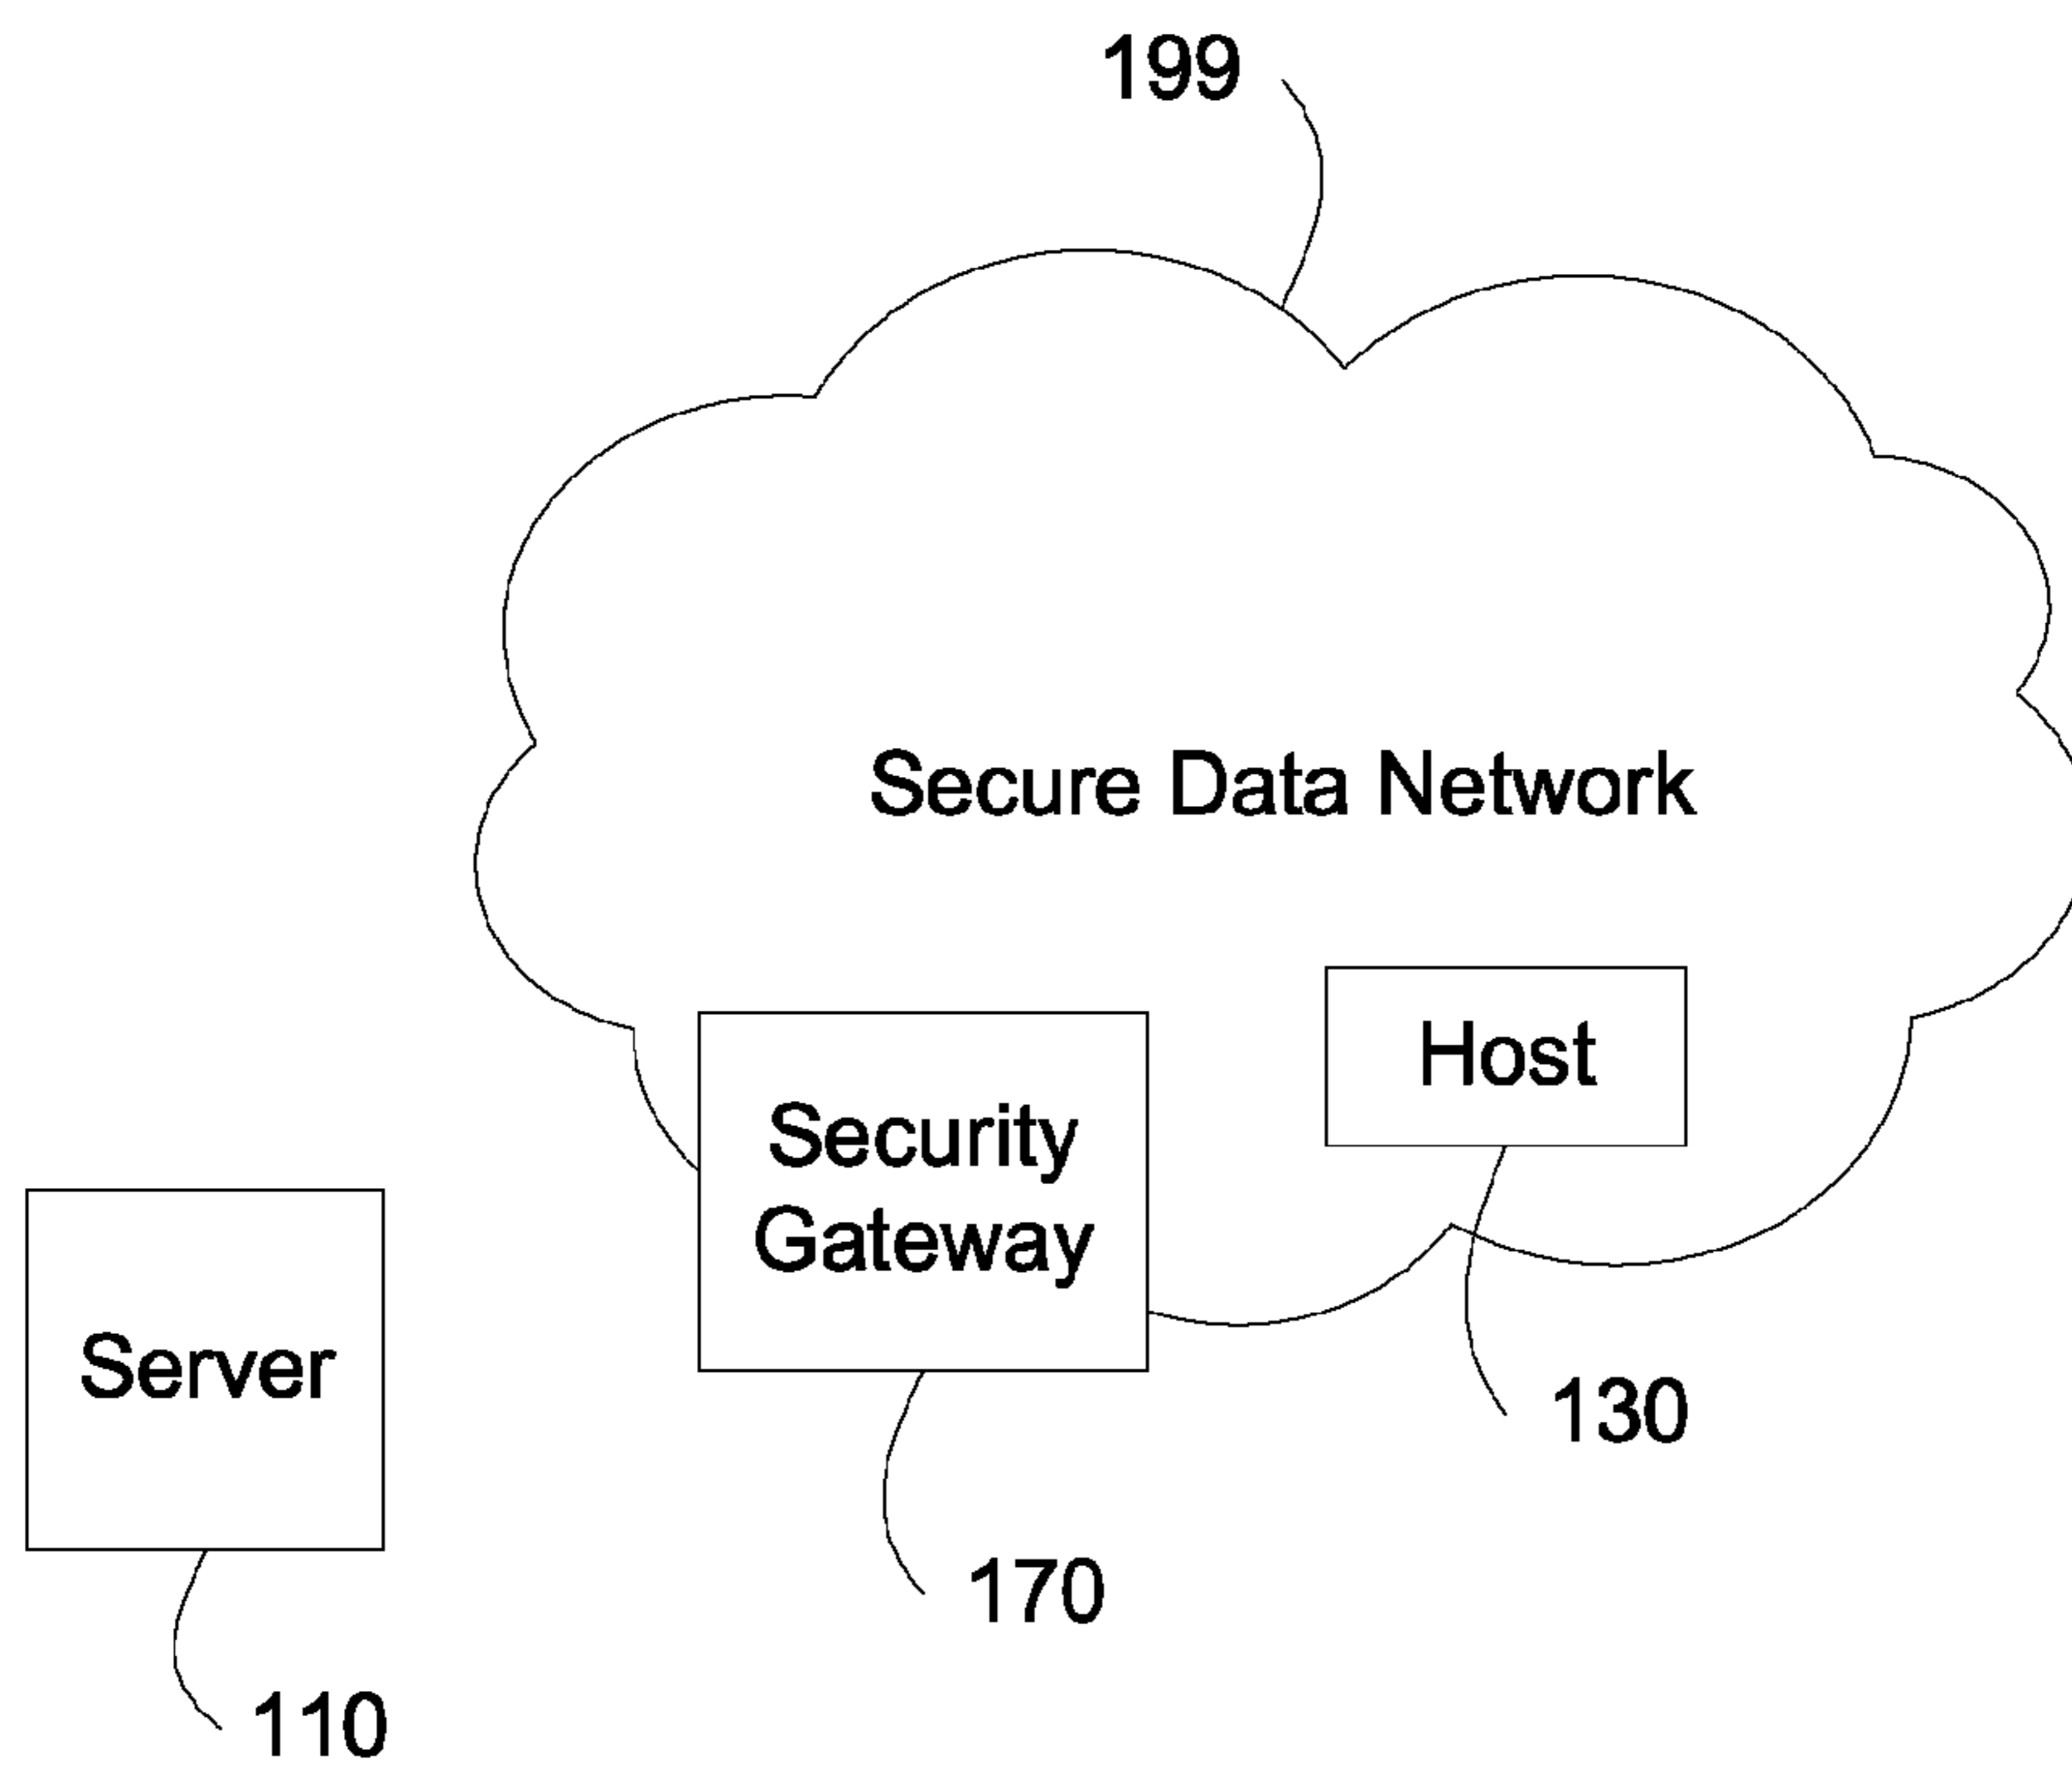 199
Secure Data Network
Host
Security
Gateway
Server
130
170
110